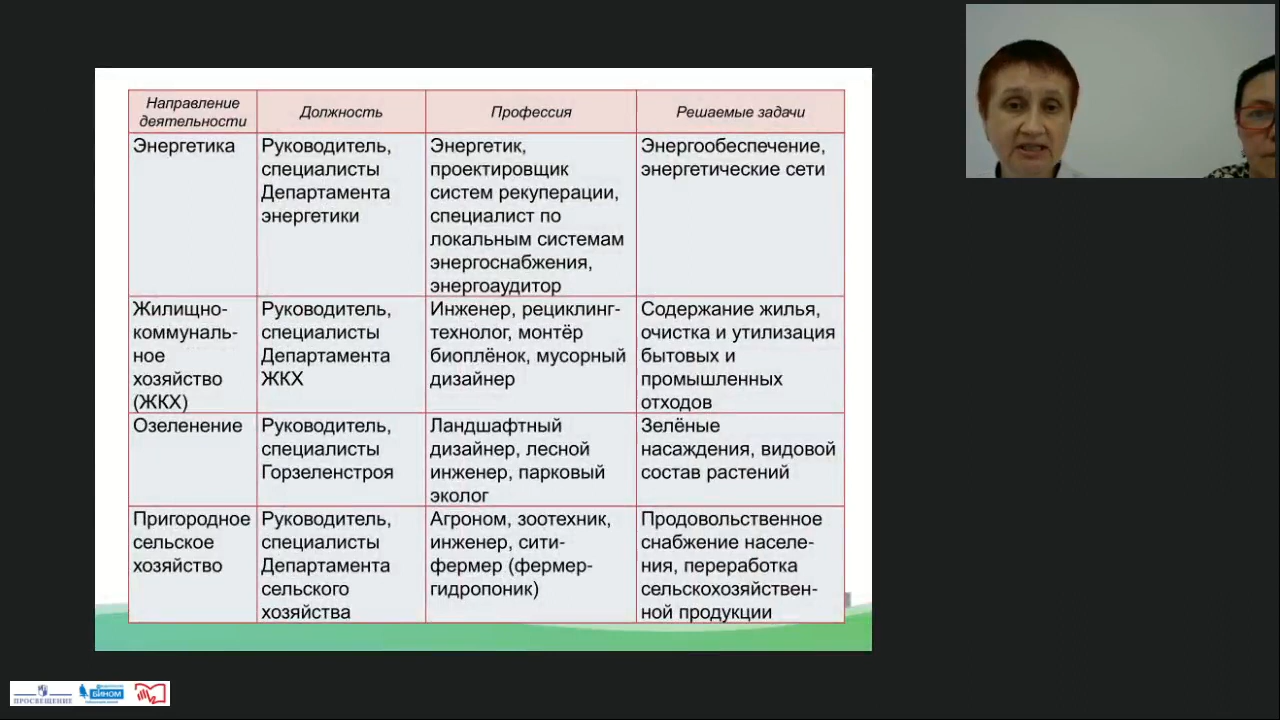 Направление
деятельности
Должность
Профессия
Решаемые задачи
Энергетика
Руководитель,
специалисты
Департамента
энергетики
Энергетик,
проектировщик
систем рекуперации,
специалист по
локальным системам
энергоснабжения,
энергоаудитор
Энергообеспечение,
энергетические сети
Жилищно-
коммуналь-
ное
хозяйство
(ЖКХ)
Руководитель,
специалисты
Департамента
ЖКХ
Инженер, рециклинг-
технолог, монтёр
биоплёнок, мусорный
дизайнер
Содержание жилья,
очистка и утилизация
бытовых и
промышленных
отходов
Озеленение
Руководитель,
специалисты
Горзеленстроя
Ландшафтный
дизайнер, лесной
инженер, парковый
эколог
Зелёные
насаждения, видовой
состав растений
Пригородное
сельское
хозяйство
Руководитель,
специалисты
Департамента
сельского
хозяйства
Агроном, зоотехник,
инженер, сити-
фермер (фермер-
гидропоник)
Продовольственное
снабжение населе-
ния, переработка
сельскохозяйствен-
ной продукции
ПРОСВЕЩЕНИЕ
БИНОМ